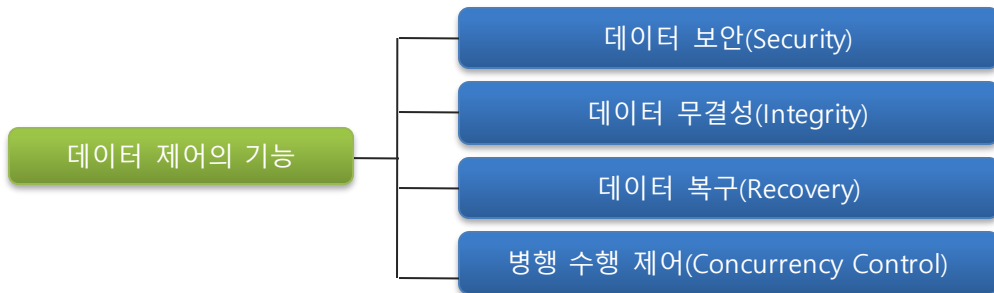 데이터 보안(Security)
데이터 무결성(Integrity)
데이터 제어의 기능
데이터 복구(Recovery)
병행 수행 제어(Concurrency Control)